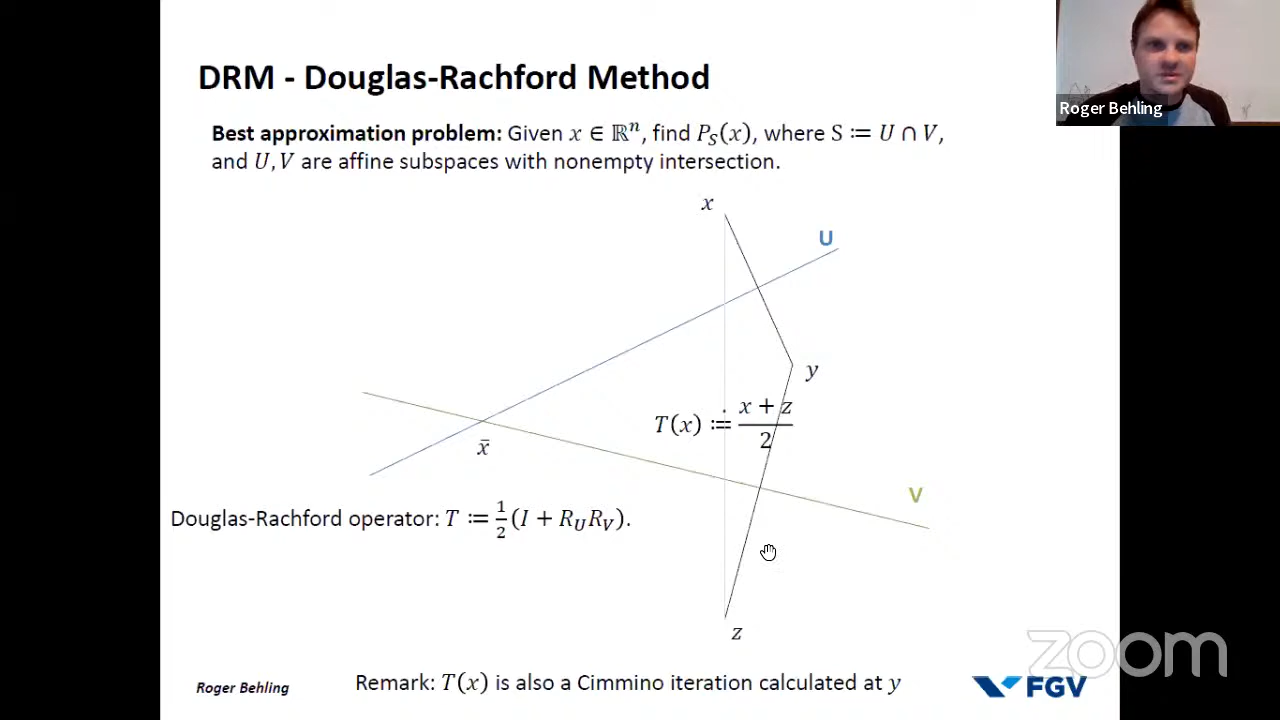 DRM - Douglas-Rachford Method
Roger Behling
Best approximation problem: Given x ∈ ℝⁿ, find P_S(x), where S ≔ U ∩ V,
and U, V are affine subspaces with nonempty intersection.
x
U
y
T(x) ≔ (x + z)/2
x̄
V
Douglas-Rachford operator: T ≔ ½(I + R_U R_V).
z
zoom
Roger Behling
Remark: T(x) is also a Cimmino iteration calculated at y
FGV